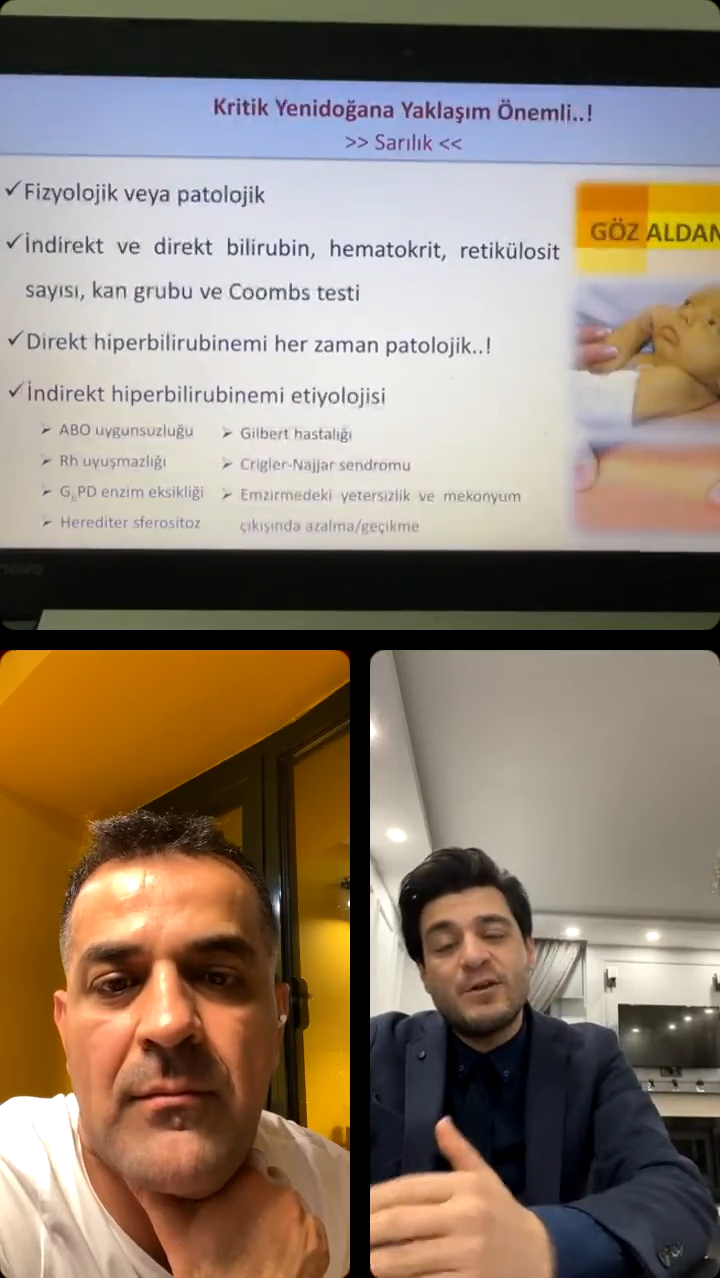 Kritik Yenidoğana Yaklaşım Önemli..!
>> Sarılık <<
✓Fizyolojik veya patolojik
✓İndirekt ve direkt bilirubin, hematokrit, retikülosit
sayısı, kan grubu ve Coombs testi
✓Direkt hiperbilirubinemi her zaman patolojik..!
✓İndirekt hiperbilirubinemi etiyolojisi
➢ ABO uygunsuzluğu
➢ Rh uyuşmazlığı
➢ G₆PD enzim eksikliği
➢ Herediter sferositoz
➢ Gilbert hastalığı
➢ Crigler-Najjar sendromu
➢ Emzirmedeki yetersizlik ve mekonyum
çıkışında azalma/geçikme
GÖZ ALDAN